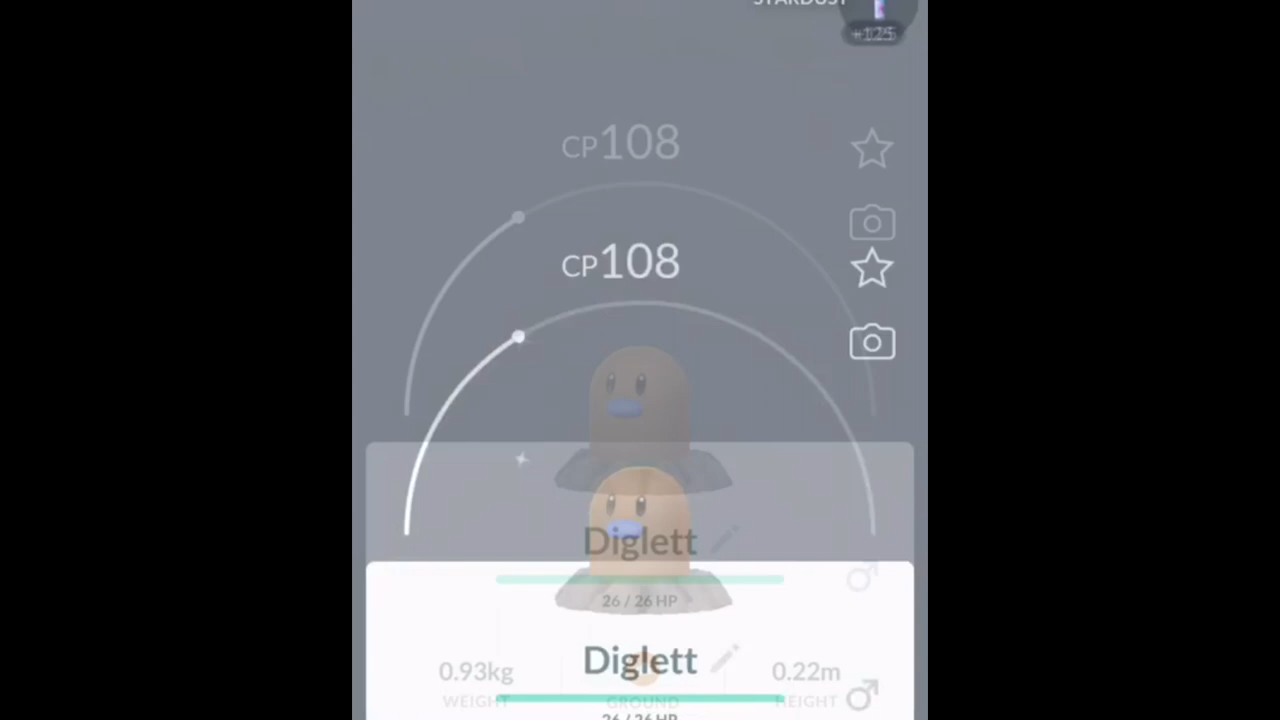 STARDUST
+125
CP108
CP108
Diglett
26 / 26 HP
Diglett
0.93kg
0.22m
WEIGHT
GROUND
HEIGHT
26 / 26 HP